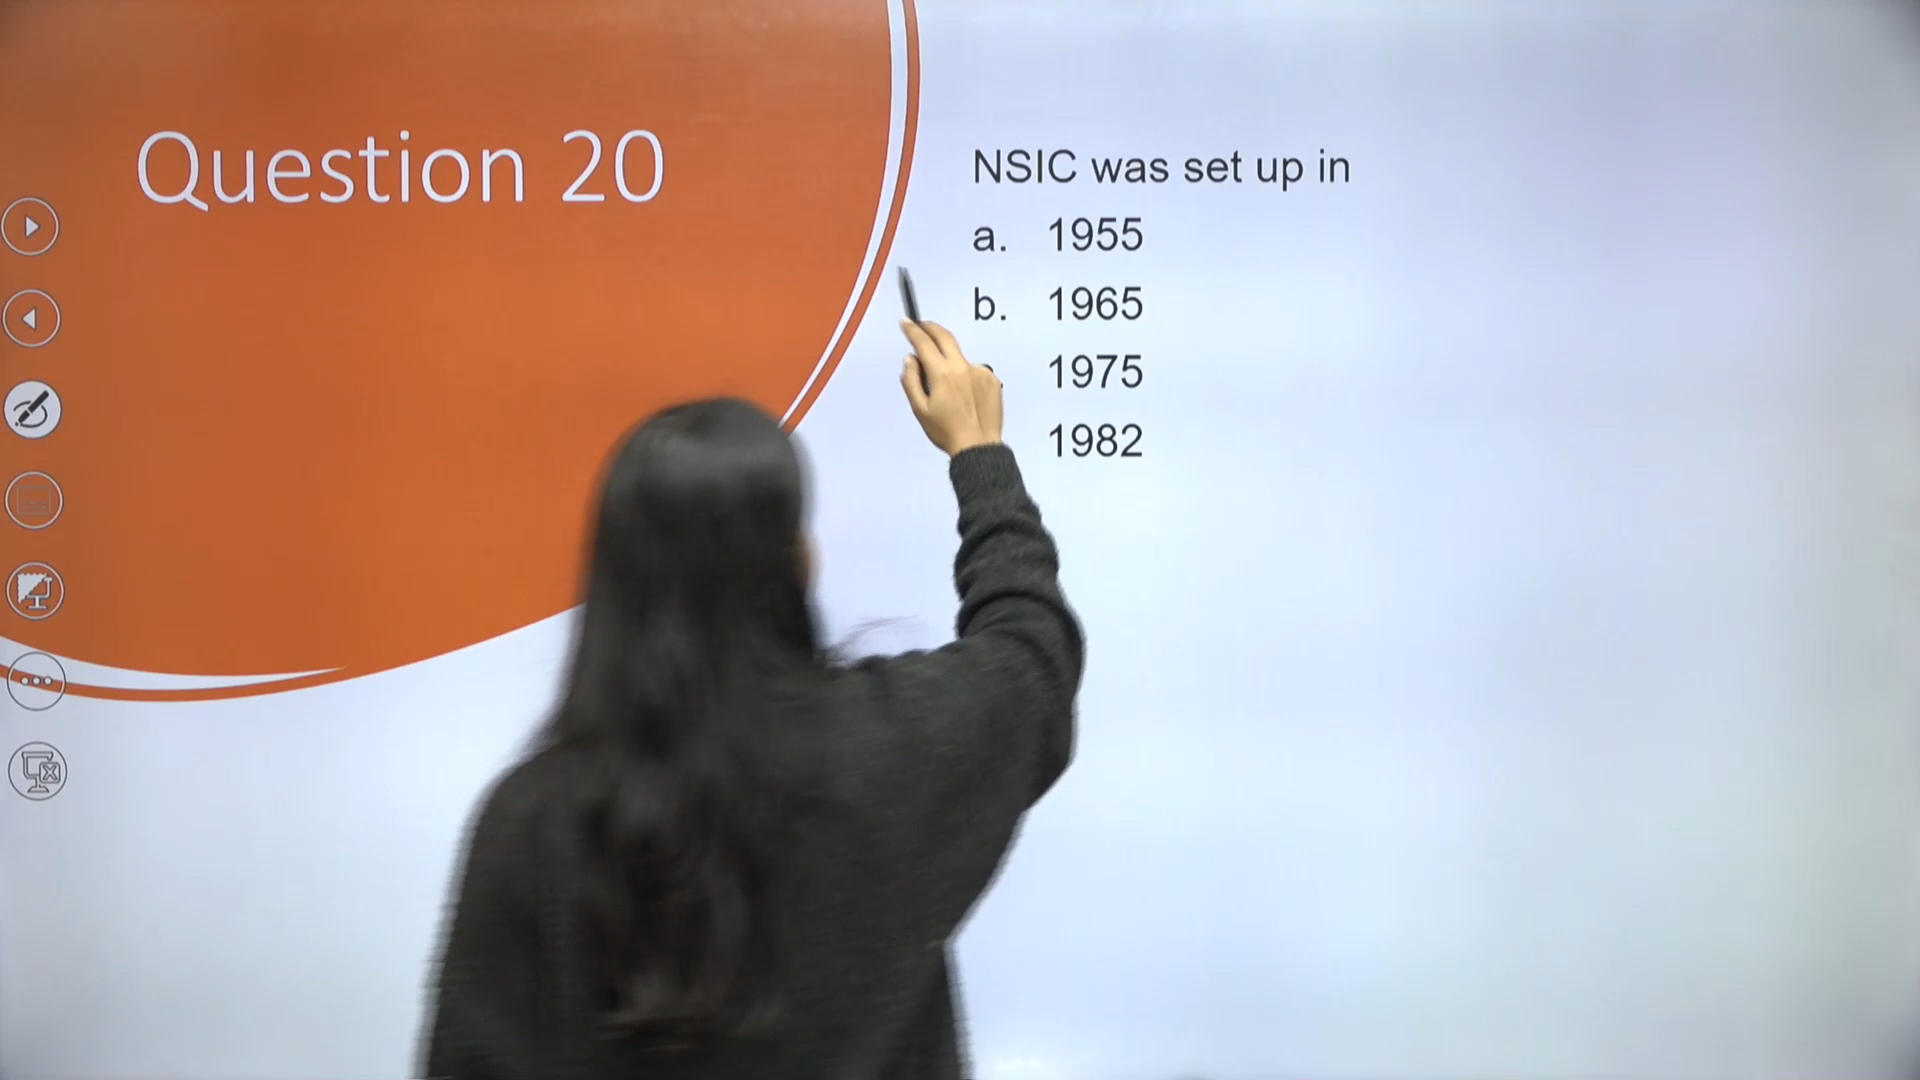 Question 20
NSIC was set up in
a. 1955
b. 1965
1975
1982